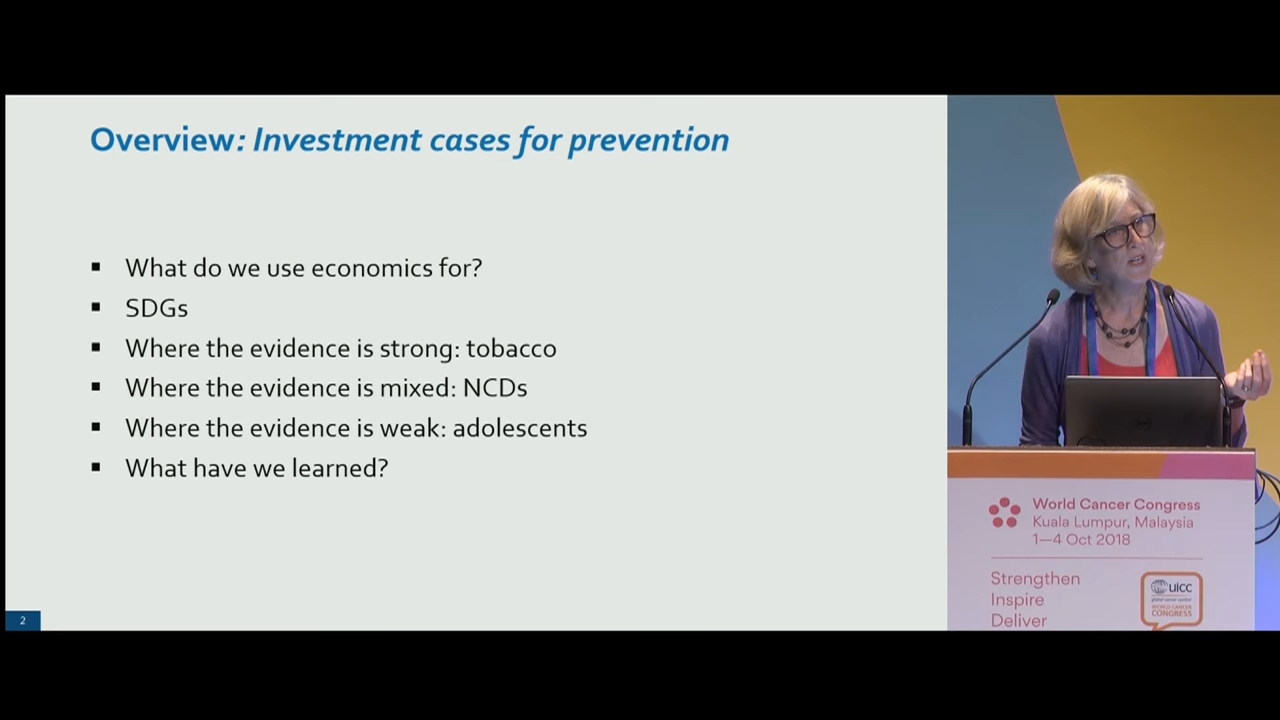 Overview: Investment cases for prevention
▪ What do we use economics for?
▪ SDGs
▪ Where the evidence is strong: tobacco
▪ Where the evidence is mixed: NCDs
▪ Where the evidence is weak: adolescents
▪ What have we learned?
2
World Cancer Congress
Kuala Lumpur, Malaysia
1—4 Oct 2018
Strengthen
Inspire
Deliver
uicc
global cancer control
WORLD CANCER
CONGRESS